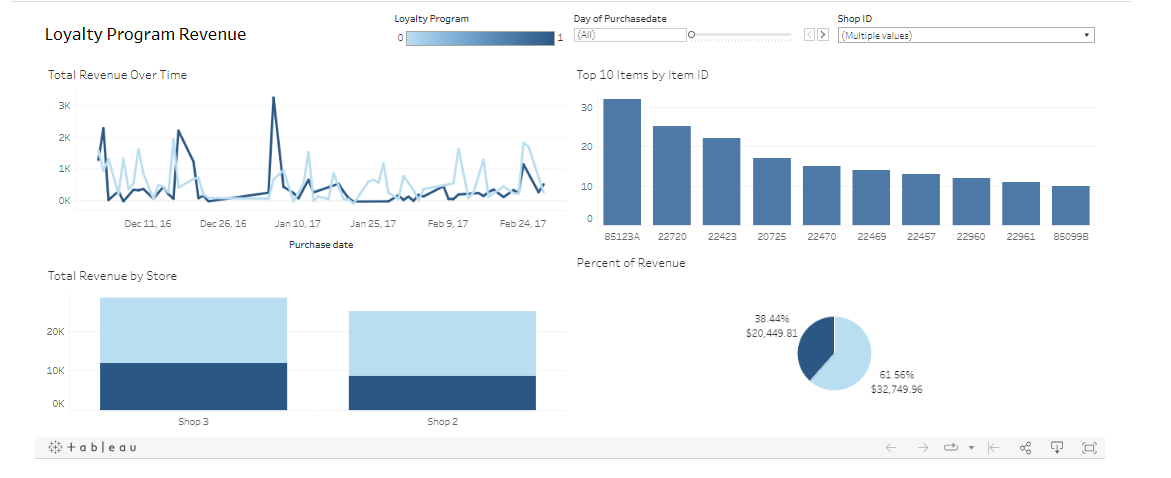 Loyalty Program Revenue
Loyalty Program
0 1
Day of Purchasedate
(All)
Shop ID
(Multiple values)
Total Revenue Over Time
3K
2K
1K
0K
Dec 11, 16 Dec 26, 16 Jan 10, 17 Jan 25, 17 Feb 9, 17 Feb 24, 17
Purchase date
Top 10 Items by Item ID
30
20
10
0
85123A 22720 22423 20725 22470 22469 22457 22960 22961 85099B
Total Revenue by Store
20K
10K
0K
Shop 3 Shop 2
Percent of Revenue
38.44%
$20,449.81
61.56%
$32,749.96
+ableau